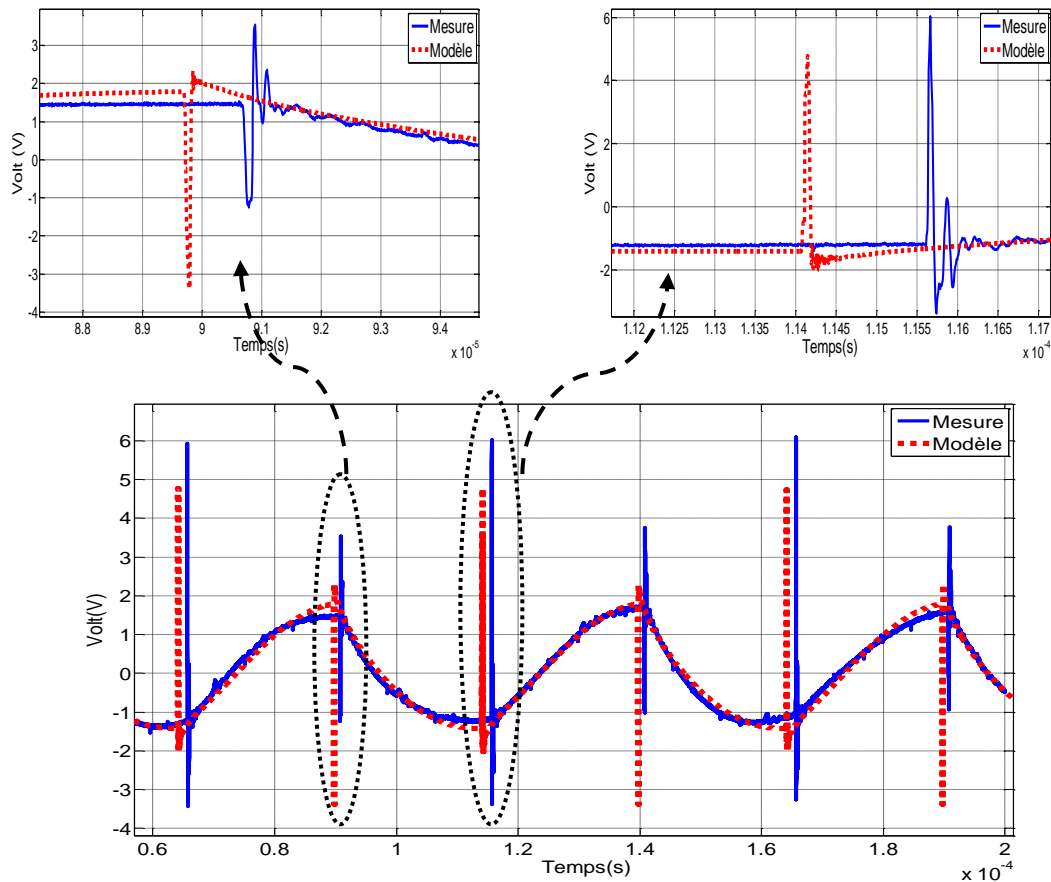 Mesure
Modèle
3
2
1
0
-1
-2
-3
-4
Volt (V)
8.8 8.9 9 9.1 9.2 9.3 9.4
Temps(s)
x 10-5
Mesure
Modèle
6
4
2
0
-2
Volt (V)
1.12 1.125 1.13 1.135 1.14 1.145 1.15 1.155 1.16 1.165 1.17
Temps(s)
x 10-4
Mesure
Modèle
6
5
4
3
2
1
0
-1
-2
-3
-4
Volt(V)
0.6 0.8 1 1.2 1.4 1.6 1.8 2
Temps(s)
x 10-4